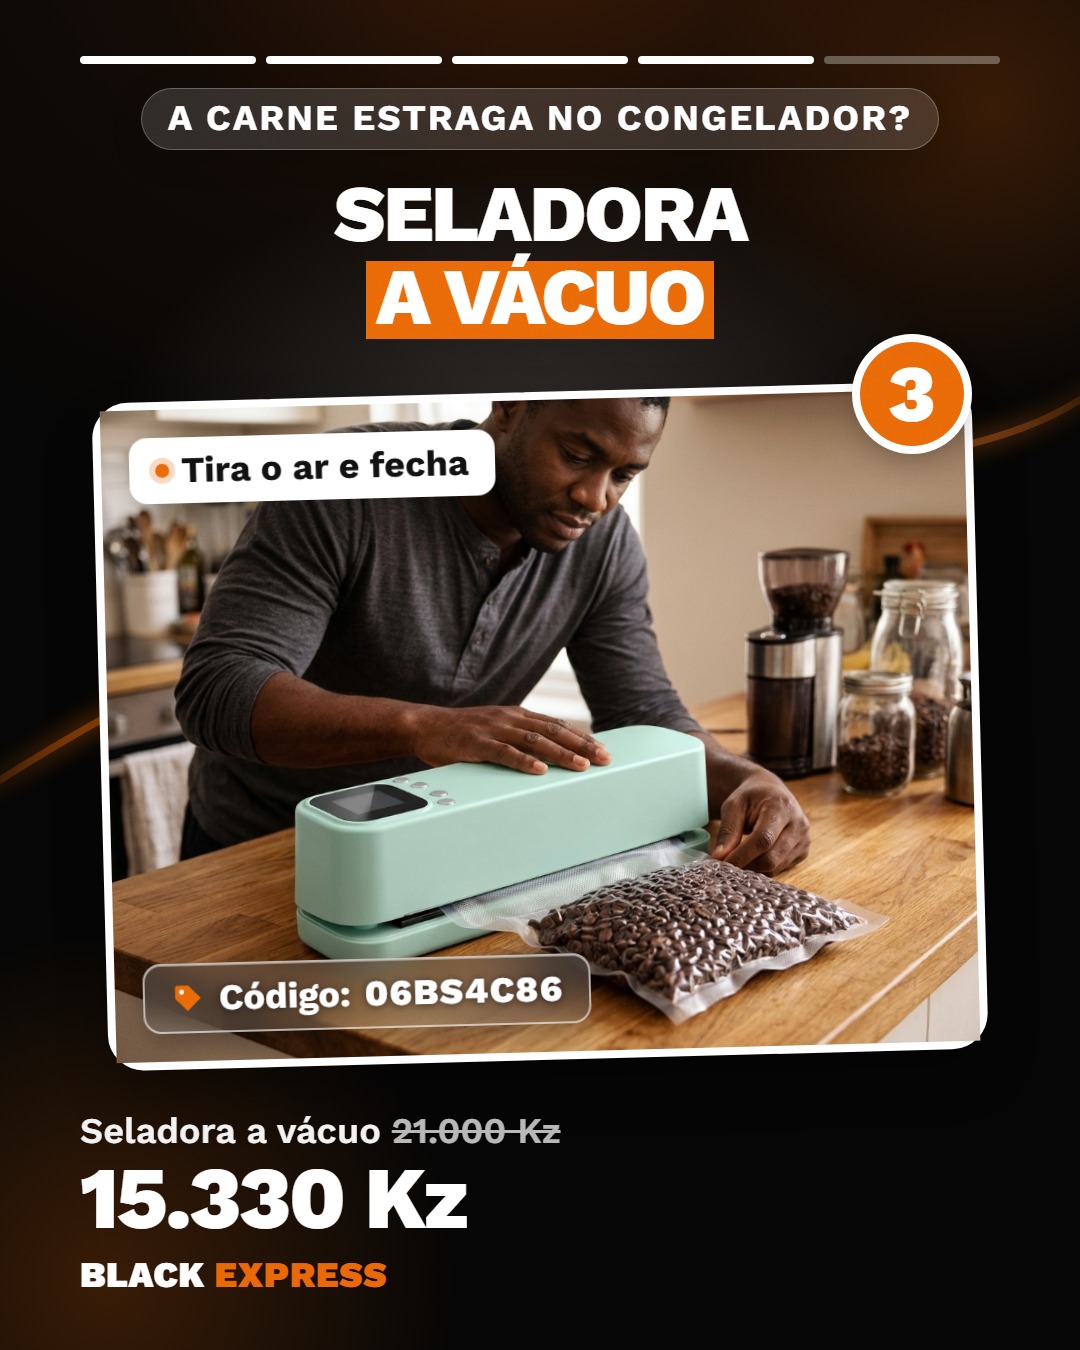 A CARNE ESTRAGA NO CONGELADOR?
SELADORA
A VÁCUO
3
Tira o ar e fecha
Código: 06BS4C86
Seladora a vácuo 21.000 Kz
15.330 Kz
BLACK EXPRESS